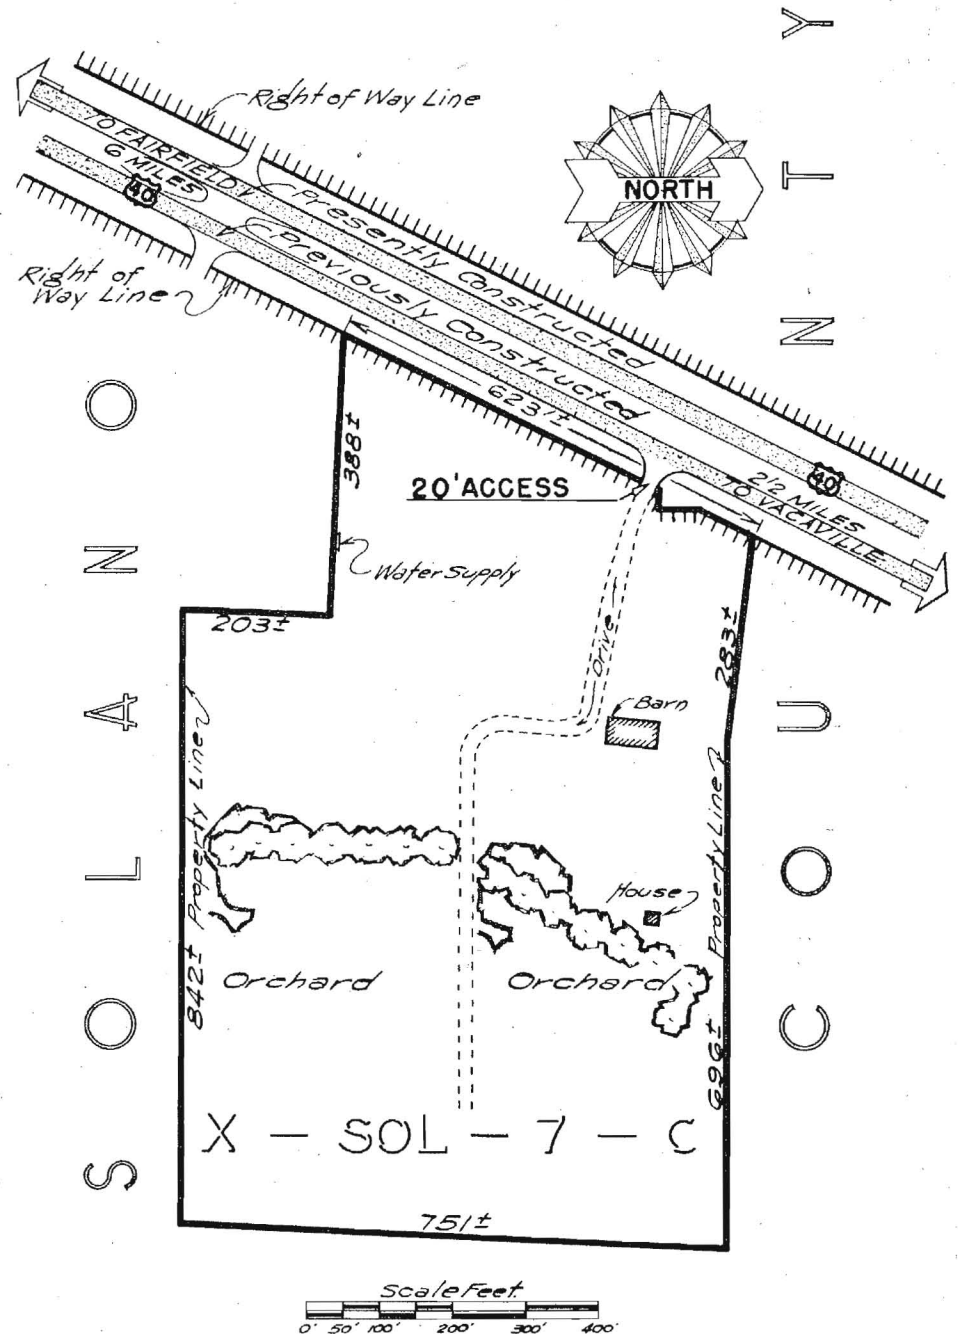 SOLANO
COUNTY
Right of Way Line
TO FAIRFIELD
6 MILES
40
Presently Constructed
Previously Constructed
NORTH
Right of
Way Line
623'±
388±
20' ACCESS
40
2 1/2 MILES
TO VACAVILLE
Water Supply
203±
Drive
283±
Barn
Property Line
842±
Property Line
696±
House
Orchard
Orchard
X - SOL - 7 - C
751±
Scale Feet
0' 50' 100' 200' 300' 400'